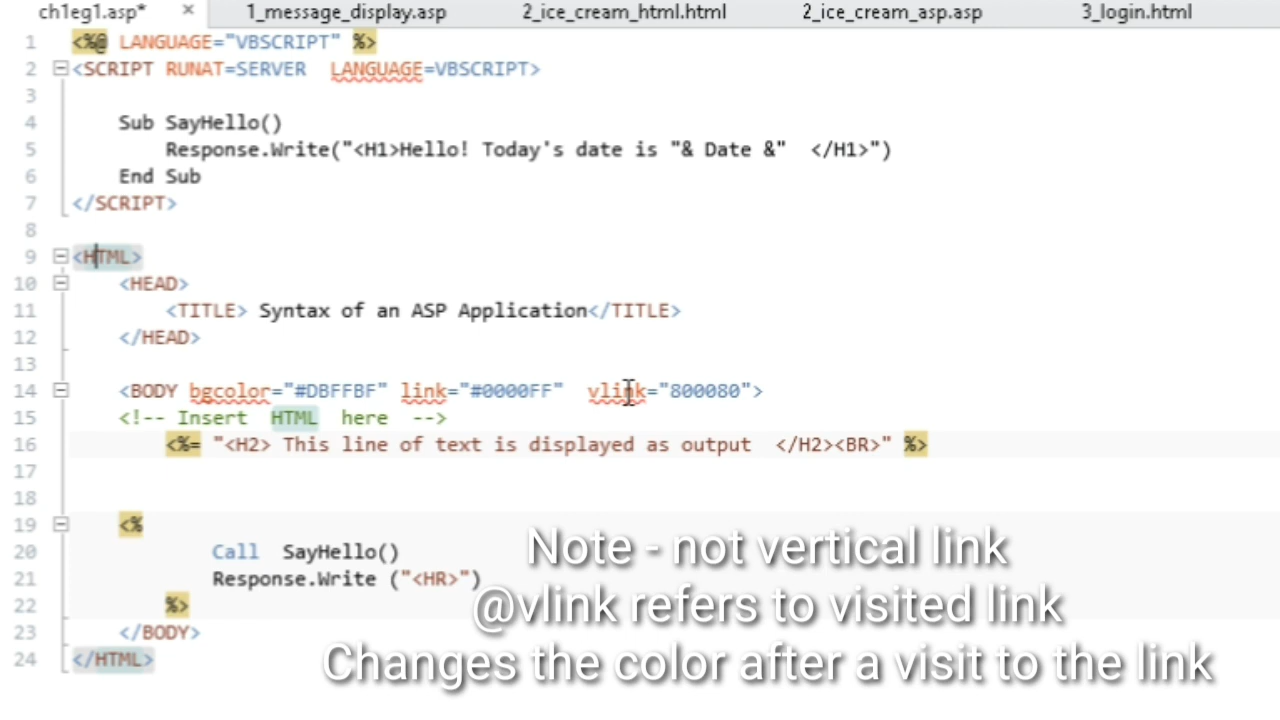 ch1eg1.asp* × 1_message_display.asp 2_ice_cream_html.html 2_ice_cream_asp.asp 3_login.html
1 <%@ LANGUAGE="VBSCRIPT" %>
2 <SCRIPT RUNAT=SERVER  LANGUAGE=VBSCRIPT>
3
4 Sub SayHello()
5 Response.Write("<H1>Hello! Today's date is "& Date &"  </H1>")
6 End Sub
7 </SCRIPT>
8
9 <HTML>
10 <HEAD>
11 <TITLE> Syntax of an ASP Application</TITLE>
12 </HEAD>
13
14 <BODY bgcolor="#DBFFBF" link="#0000FF"  vlink="800080">
15 <!-- Insert  HTML  here  -->
16 <%= "<H2> This line of text is displayed as output  </H2><BR>" %>
17
18
19 <%
20 Call  SayHello()
21 Response.Write ("<HR>")
22 %>
23 </BODY>
24 </HTML>
Note - not vertical link
@vlink refers to visited link
Changes the color after a visit to the link